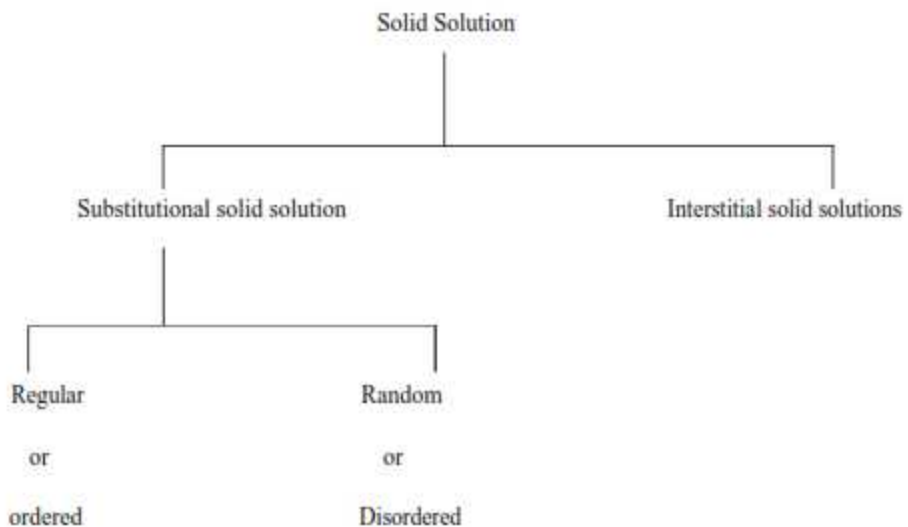 Solid Solution
Substitutional solid solution
Interstitial solid solutions
Regular
or
ordered
Random
or
Disordered